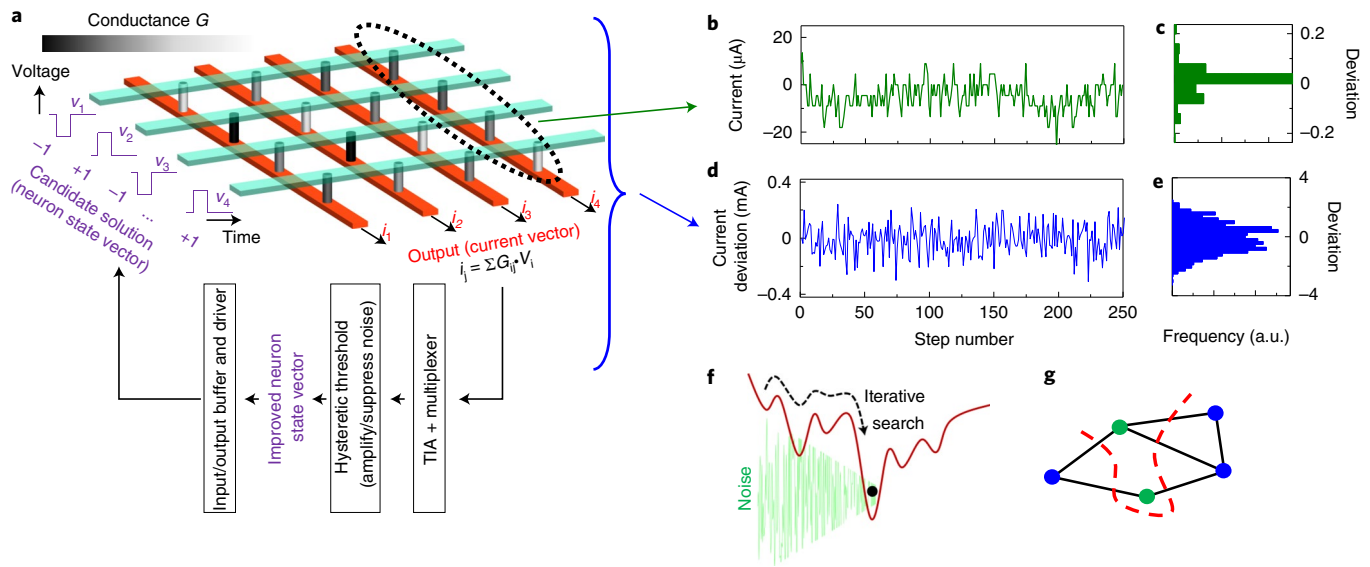 a
Conductance G
Voltage
v1
v2
v3
v4
−1
+1
−1
...
+1
Time
Candidate solution
(neuron state vector)
i1
i2
i3
i4
Output (current vector)
ij = ΣGij•Vi
Input/output buffer and driver
Improved neuron
state vector
Hysteretic threshold
(amplify/suppress noise)
TIA + multiplexer
b
Current (μA)
20
0
−20
c
0.2
0
−0.2
Deviation
d
Current
deviation (mA)
0.4
0
−0.4
0
50
100
150
200
250
Step number
e
4
0
−4
Deviation
Frequency (a.u.)
f
Iterative
search
Noise
g